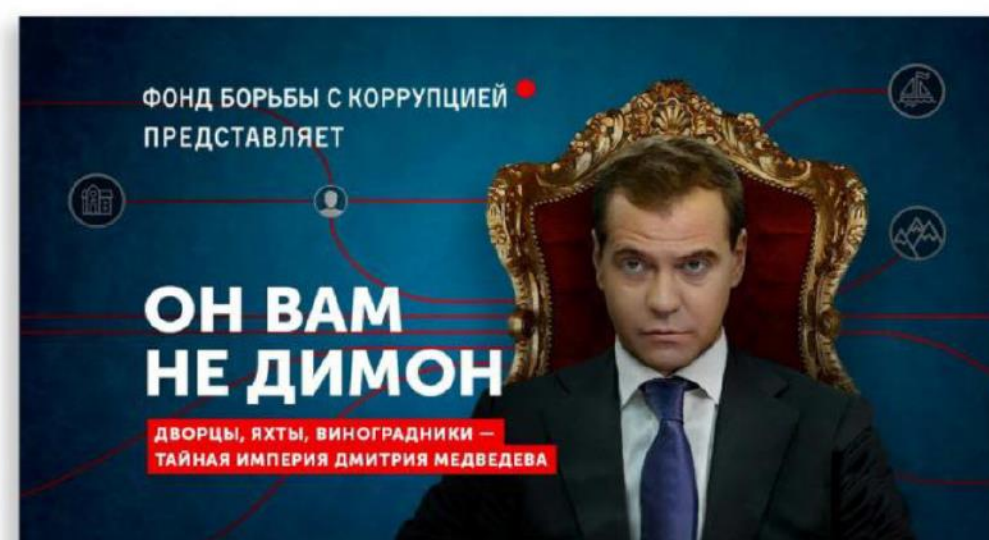 ФОНД БОРЬБЫ С КОРРУПЦИЕЙ
ПРЕДСТАВЛЯЕТ
ОН ВАМ
НЕ ДИМОН
ДВОРЦЫ, ЯХТЫ, ВИНОГРАДНИКИ —
ТАЙНАЯ ИМПЕРИЯ ДМИТРИЯ МЕДВЕДЕВА